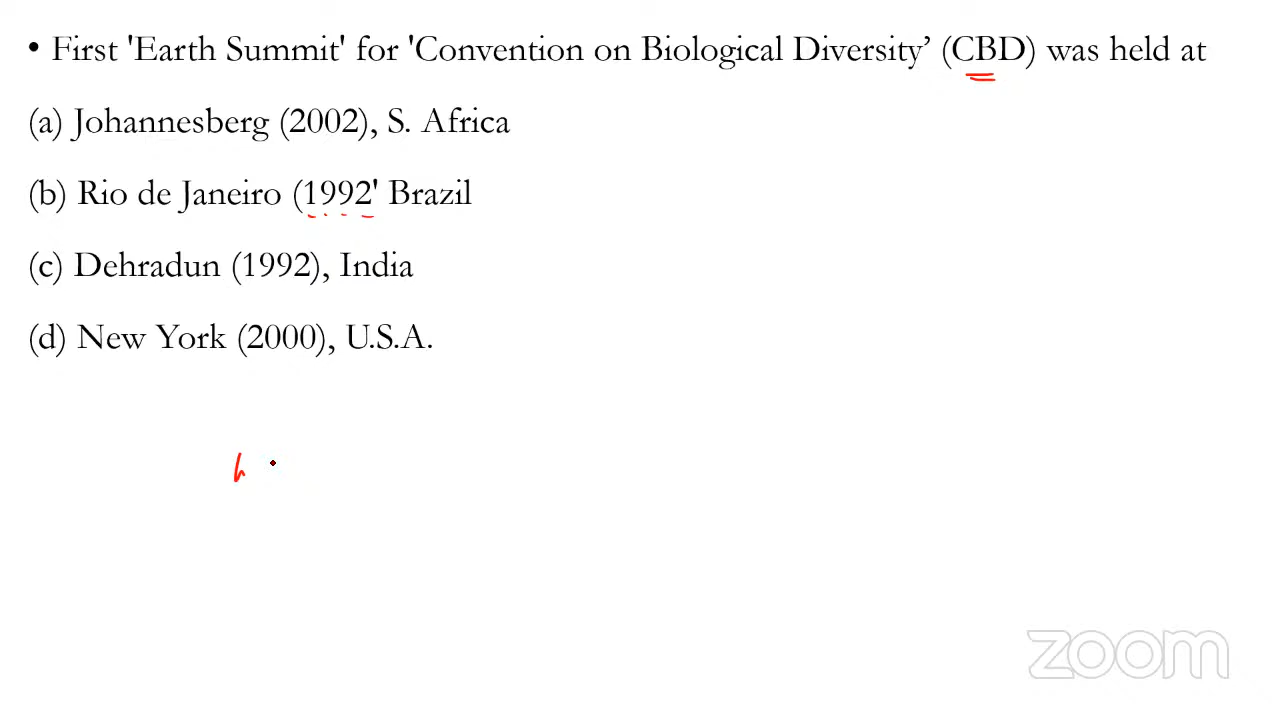 • First 'Earth Summit' for 'Convention on Biological Diversity’ (CBD) was held at
(a) Johannesberg (2002), S. Africa
(b) Rio de Janeiro (1992' Brazil
(c) Dehradun (1992), India
(d) New York (2000), U.S.A.
zoom